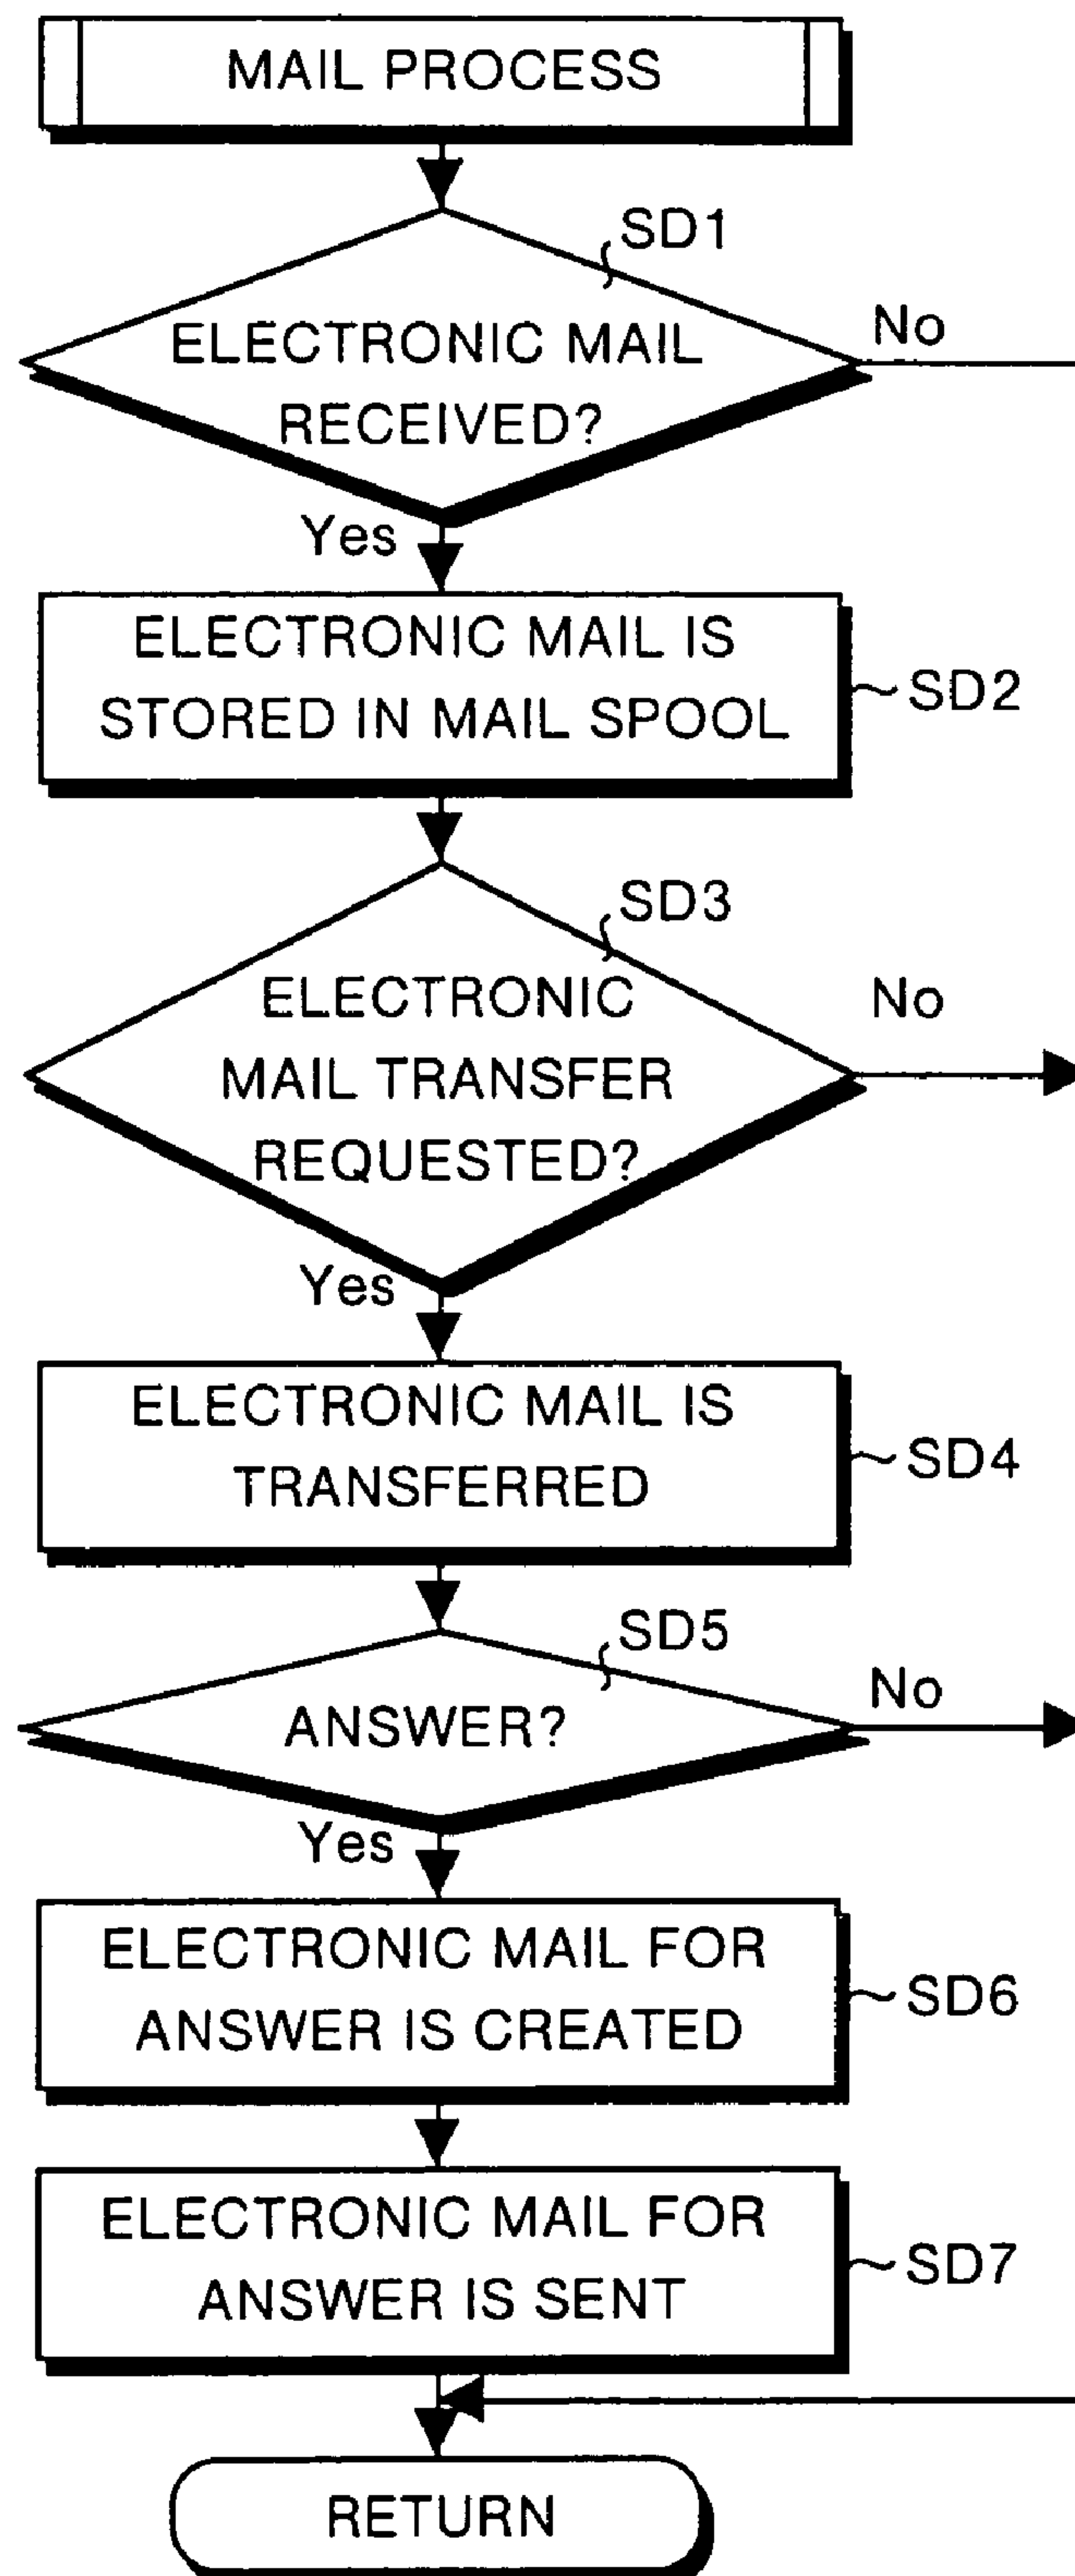 MAIL PROCESS
SD1
ELECTRONIC MAIL
RECEIVED?
No
Yes
ELECTRONIC MAIL IS
STORED IN MAIL SPOOL
SD2
SD3
ELECTRONIC
MAIL TRANSFER
REQUESTED?
No
Yes
ELECTRONIC MAIL IS
TRANSFERRED
SD4
SD5
ANSWER?
No
Yes
ELECTRONIC MAIL FOR
ANSWER IS CREATED
SD6
ELECTRONIC MAIL FOR
ANSWER IS SENT
SD7
RETURN